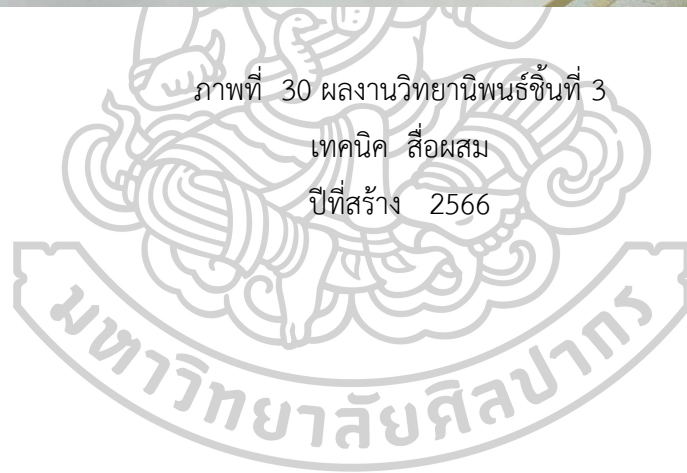 ภาพที่ 30 ผลงานวิทยานิพนธ์ชิ้นที่ 3
เทคนิค สื่อผสม
ปีที่สร้าง 2566
มหาวิทยาลัยศิลปากร